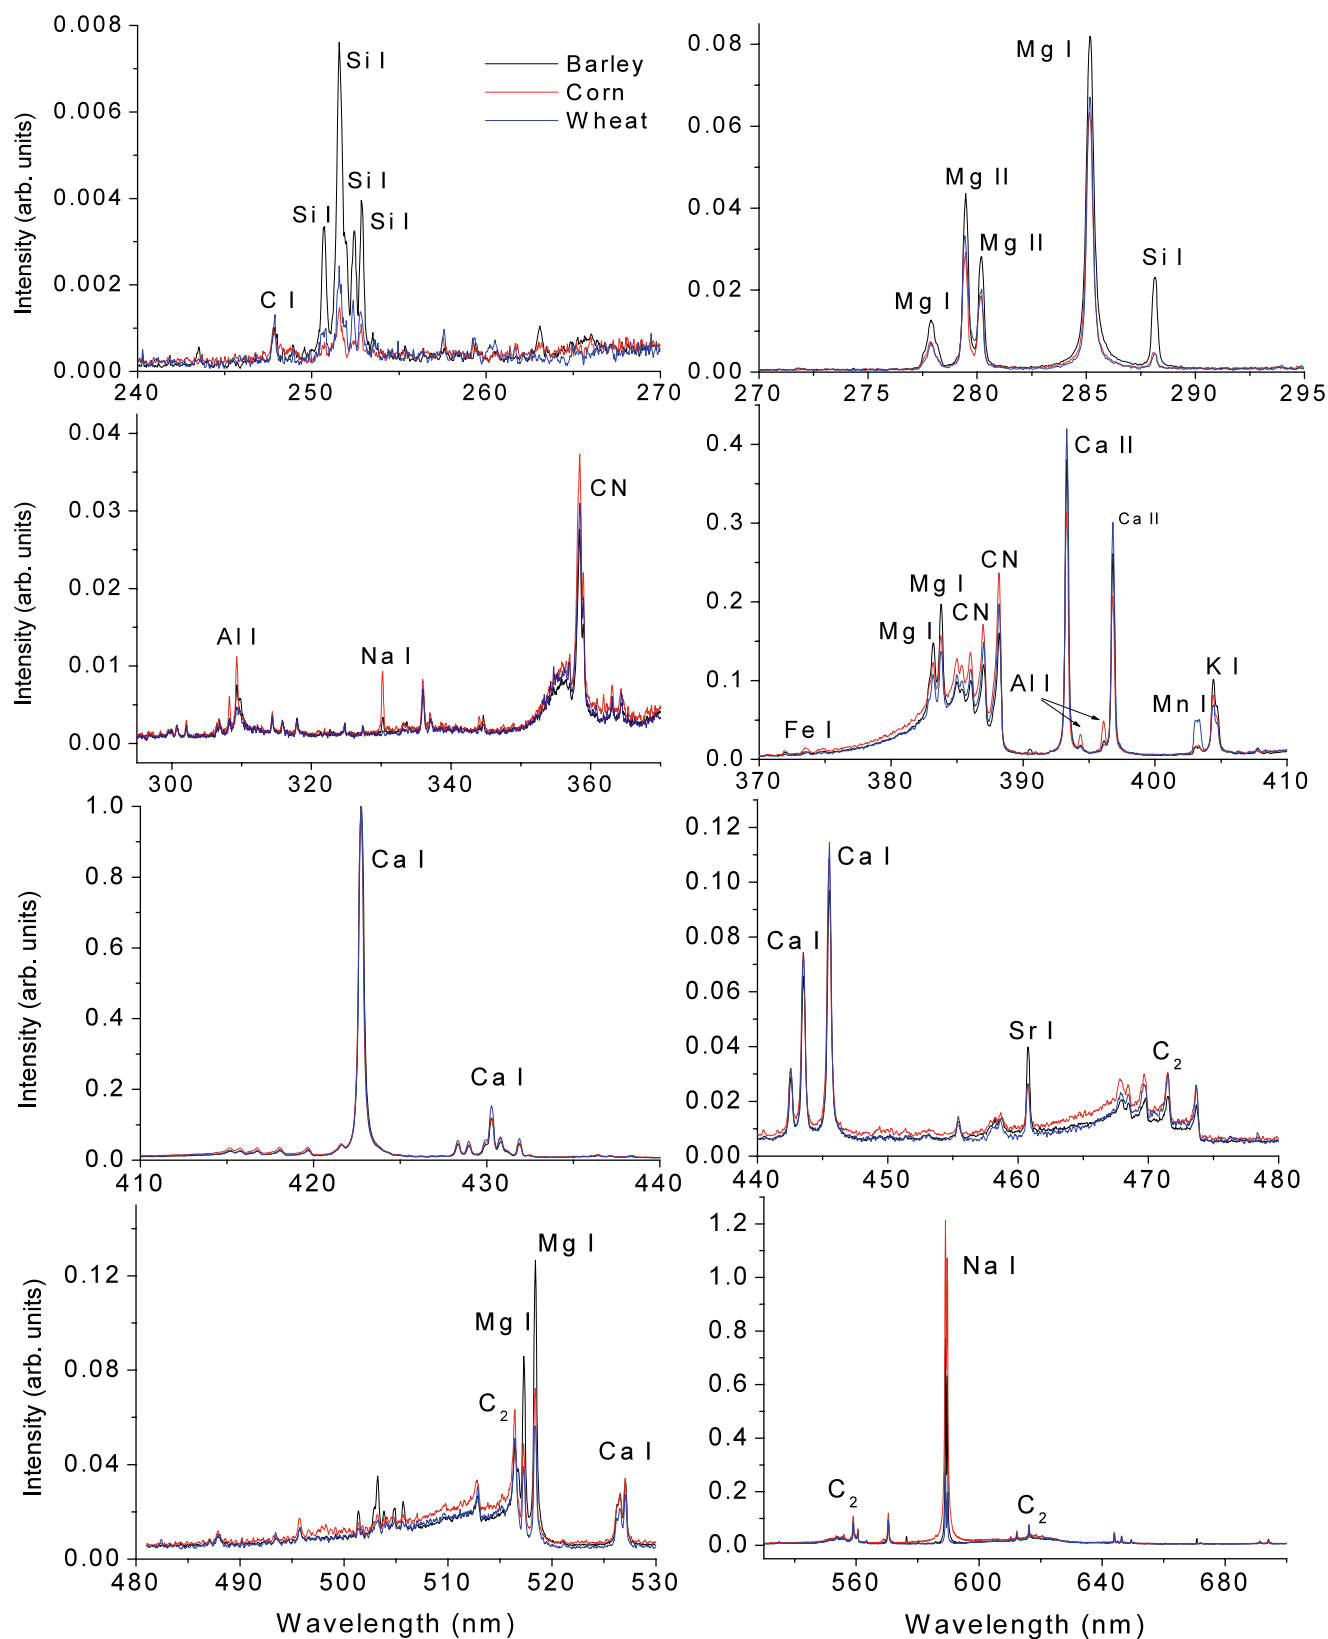 0.008
0.006
0.004
0.002
0.000
Intensity (arb. units)
Si I
Si I
Si I
Si I
C I
Barley
Corn
Wheat
240 250 260 270
0.08
0.06
0.04
0.02
0.00
Mg I
Mg II
Mg II
Mg I
Si I
270 275 280 285 290 295
0.04
0.03
0.02
0.01
0.00
Intensity (arb. units)
CN
Al I
Na I
300 320 340 360
0.4
0.3
0.2
0.1
0.0
Ca II
Ca II
CN
Mg I
CN
Mg I
Al I
K I
Mn I
Fe I
370 380 390 400 410
1.0
0.8
0.6
0.4
0.2
0.0
Intensity (arb. units)
Ca I
Ca I
410 420 430 440
0.12
0.10
0.08
0.06
0.04
0.02
0.00
Ca I
Ca I
Sr I
C2
440 450 460 470 480
0.12
0.08
0.04
0.00
Intensity (arb. units)
Mg I
Mg I
C2
Ca I
480 490 500 510 520 530
Wavelength (nm)
1.2
1.0
0.8
0.6
0.4
0.2
0.0
Na I
C2
C2
560 600 640 680
Wavelength (nm)